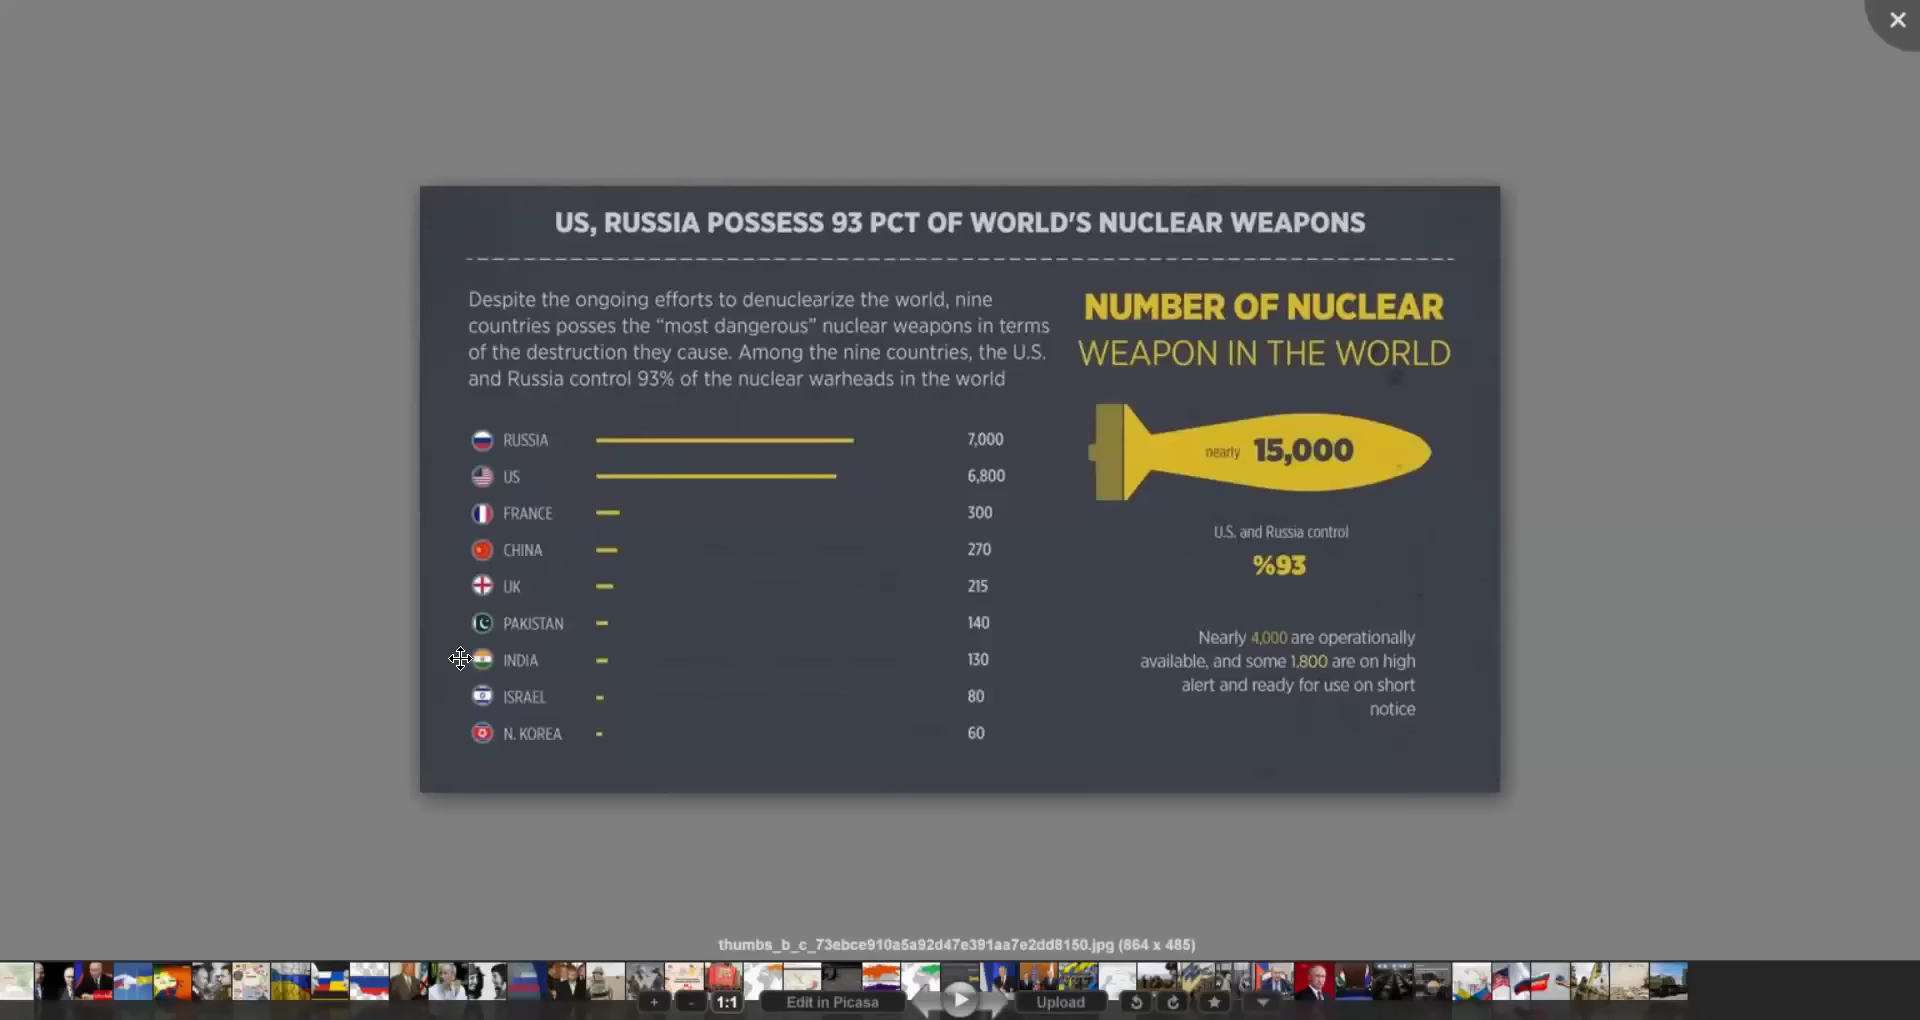 US, RUSSIA POSSESS 93 PCT OF WORLD'S NUCLEAR WEAPONS
Despite the ongoing efforts to denuclearize the world, nine
countries posses the “most dangerous” nuclear weapons in terms
of the destruction they cause. Among the nine countries, the U.S.
and Russia control 93% of the nuclear warheads in the world
RUSSIA 7,000
US 6,800
FRANCE 300
CHINA 270
UK 215
PAKISTAN 140
INDIA 130
ISRAEL 80
N. KOREA 60
NUMBER OF NUCLEAR
WEAPON IN THE WORLD
nearly 15,000
U.S. and Russia control
%93
Nearly 4,000 are operationally
available, and some 1,800 are on high
alert and ready for use on short
notice
thumbs_b_c_73ebce910a5a92d47e391aa7e2dd8150.jpg (864 x 485)
+ - 1:1 Edit in Picasa Upload